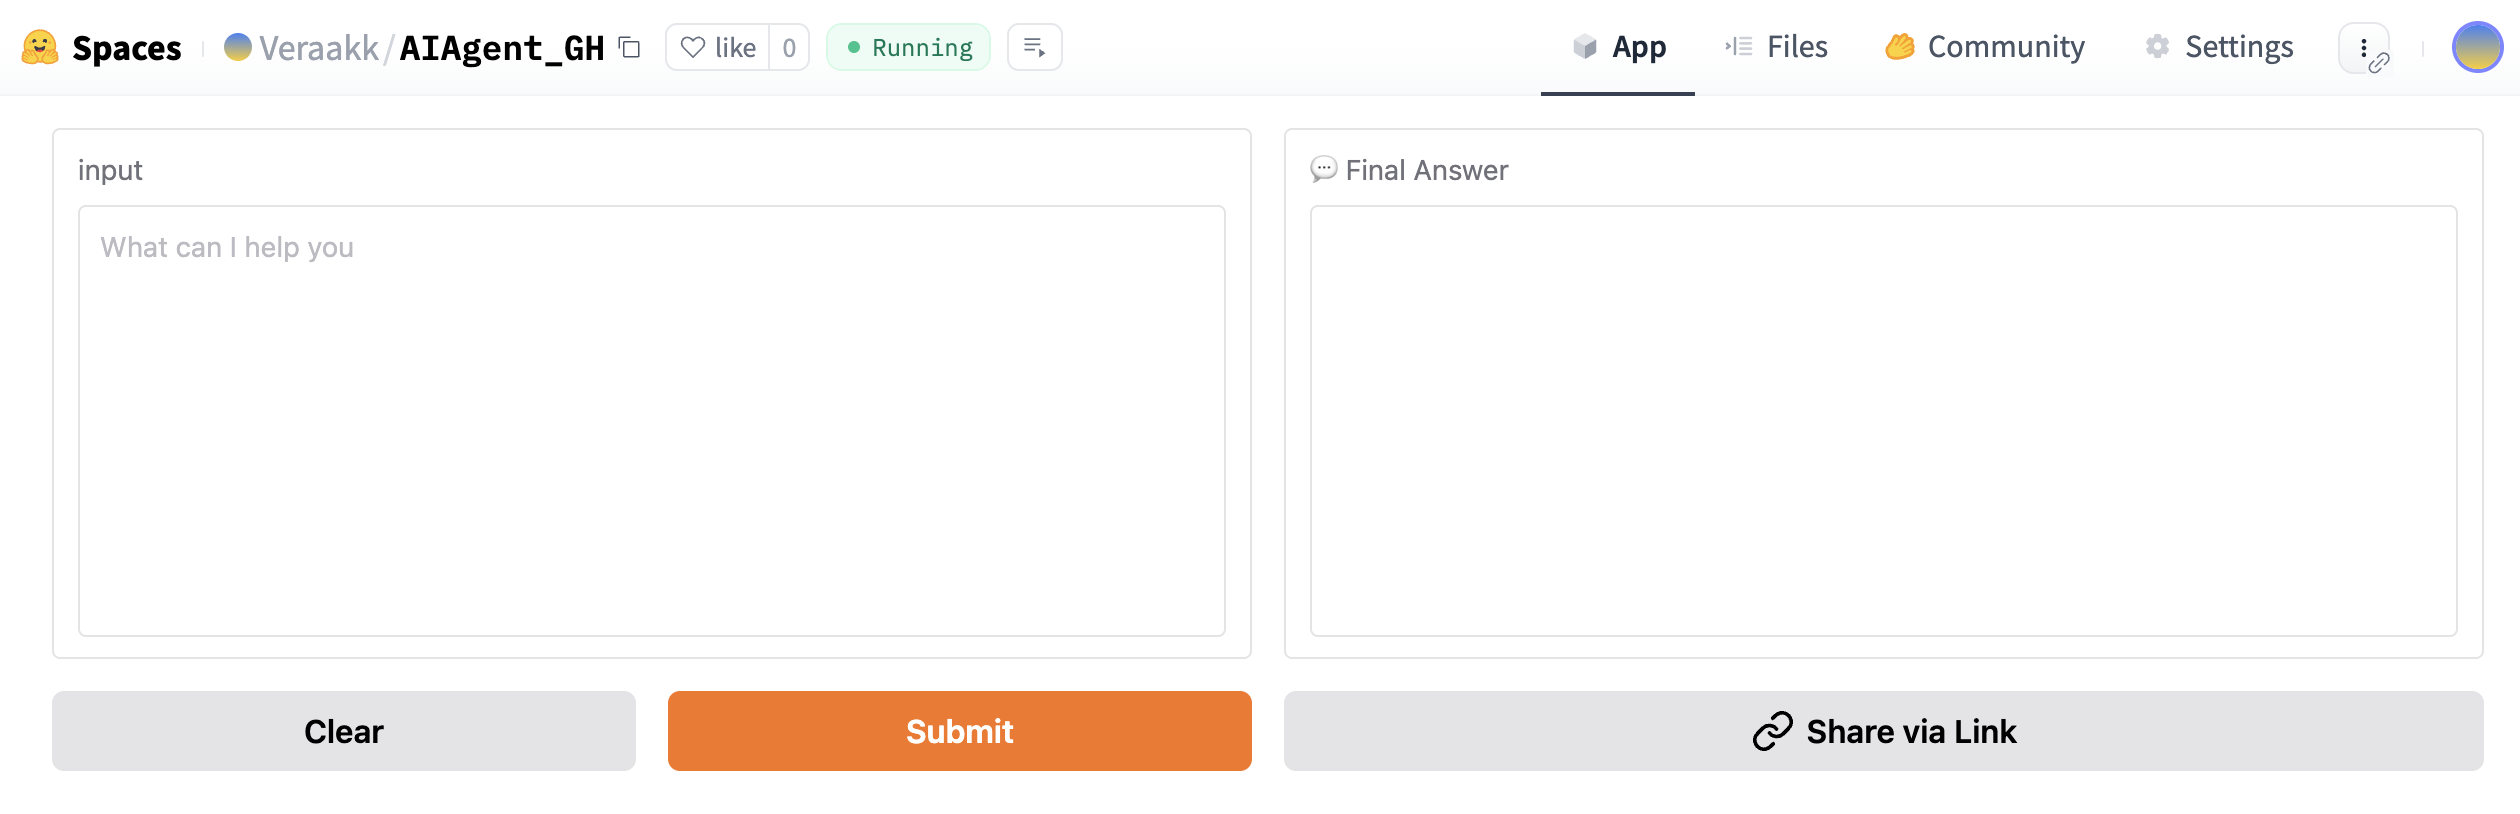 Spaces Veraakk/AIAgent_GH like 0 Running App Files Community Settings
input
What can I help you
Final Answer
Clear Submit Share via Link